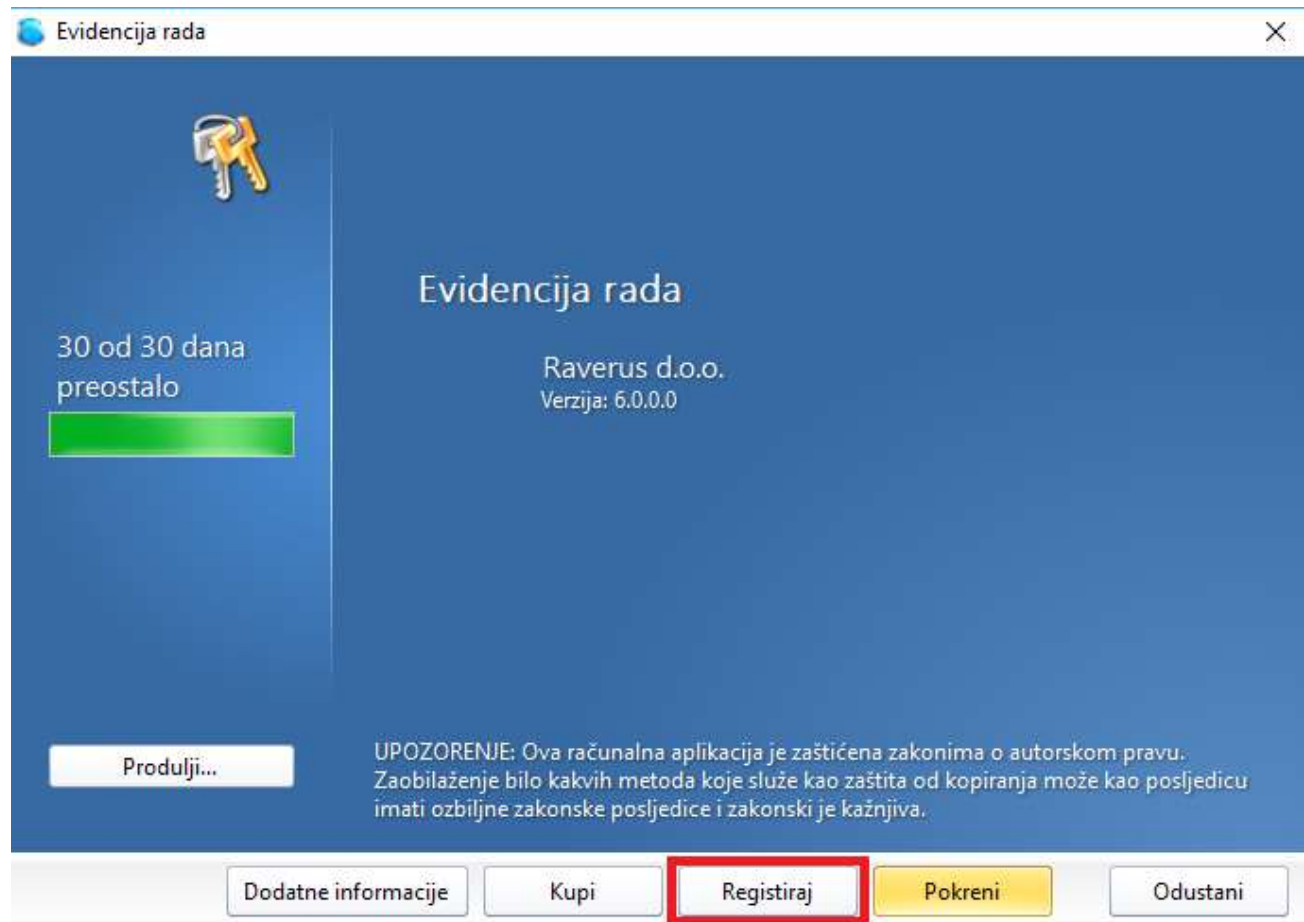 Evidencija rada
30 od 30 dana
preostalo
Produlji...
Evidencija rada
Raverus d.o.o.
Verzija: 6.0.0.0
UPOZORENJE: Ova računalna aplikacija je zaštićena zakonima o autorskom pravu.
Zaobilaženje bilo kakvih metoda koje služe kao zaštita od kopiranja može kao posljedicu
imati ozbiljne zakonske posljedice i zakonski je kažnjiva.
Dodatne informacije
Kupi
Registiraj
Pokreni
Odustani